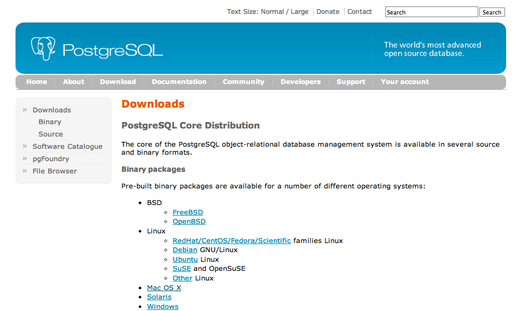 Text Size: Normal / Large Donate Contact Search Search
PostgreSQL
The world's most advanced
open source database.
Home About Download Documentation Community Developers Support Your account
» Downloads
Binary
Source
» Software Catalogue
» pgFoundry
» File Browser
Downloads
PostgreSQL Core Distribution
The core of the PostgreSQL object-relational database management system is available in several source
and binary formats.
Binary packages
Pre-built binary packages are available for a number of different operating systems:
• BSD
◦ FreeBSD
◦ OpenBSD
• Linux
◦ RedHat/CentOS/Fedora/Scientific families Linux
◦ Debian GNU/Linux
◦ Ubuntu Linux
◦ SuSE and OpenSuSE
◦ Other Linux
• Mac OS X
• Solaris
• Windows